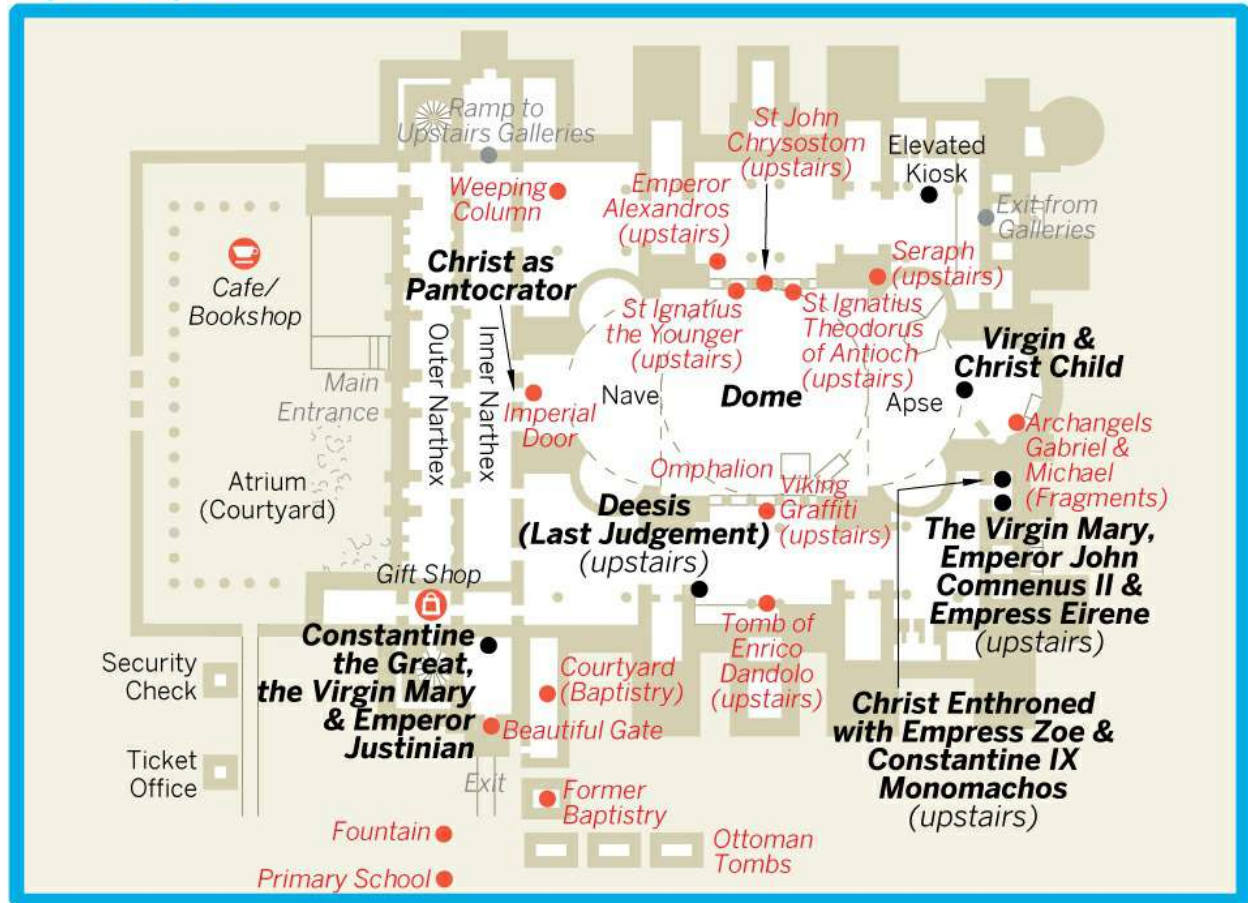 Ramp to
Upstairs Galleries
St John
Chrysostom
(upstairs)
Elevated
Kiosk
Weeping
Column
Emperor
Alexandros
(upstairs)
Exit from
Galleries
Cafe/
Bookshop
Christ as
Pantocrator
Seraph
(upstairs)
St Ignatius
the Younger
(upstairs)
St Ignatius
Theodorus
of Antioch
(upstairs)
Outer Narthex
Inner Narthex
Virgin &
Christ Child
Main
Entrance
Imperial
Door
Nave
Dome
Apse
Archangels
Gabriel &
Michael
(Fragments)
Atrium
(Courtyard)
Omphalion
Viking
Graffiti
(upstairs)
Deesis
(Last Judgement)
(upstairs)
The Virgin Mary,
Emperor John
Comnenus II &
Empress Eirene
(upstairs)
Gift Shop
Constantine
the Great,
the Virgin Mary
& Emperor
Justinian
Security
Check
Courtyard
(Baptistry)
Tomb of
Enrico
Dandolo
(upstairs)
Christ Enthroned
with Empress Zoe &
Constantine IX
Monomachos
(upstairs)
Beautiful Gate
Ticket
Office
Exit
Former
Baptistry
Fountain
Ottoman
Tombs
Primary School